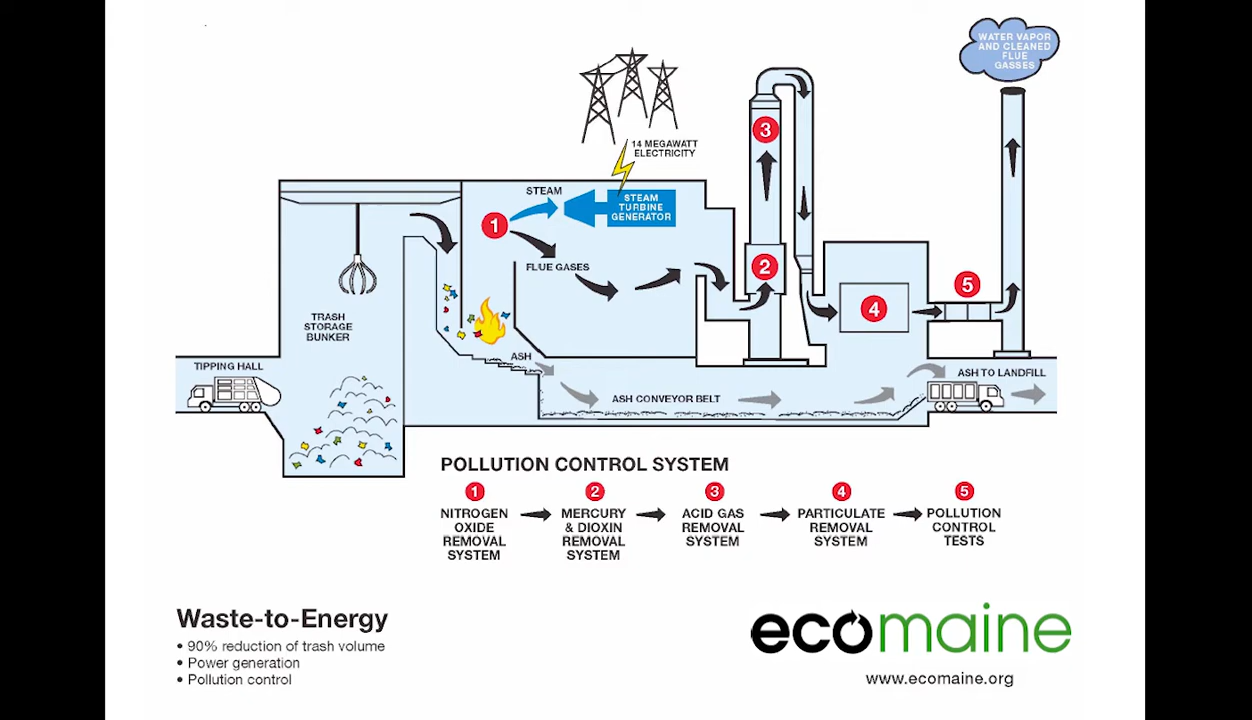 WATER VAPOR
AND CLEANED
FLUE
GASSES
14 MEGAWATT
ELECTRICITY
3
STEAM
STEAM
TURBINE
GENERATOR
1
FLUE GASES
2
5
4
TRASH
STORAGE
BUNKER
ASH
TIPPING HALL
ASH TO LANDFILL
ASH CONVEYOR BELT
POLLUTION CONTROL SYSTEM
1
NITROGEN
OXIDE
REMOVAL
SYSTEM
2
MERCURY
& DIOXIN
REMOVAL
SYSTEM
3
ACID GAS
REMOVAL
SYSTEM
4
PARTICULATE
REMOVAL
SYSTEM
5
POLLUTION
CONTROL
TESTS
Waste-to-Energy
• 90% reduction of trash volume
• Power generation
• Pollution control
ecomaine
www.ecomaine.org